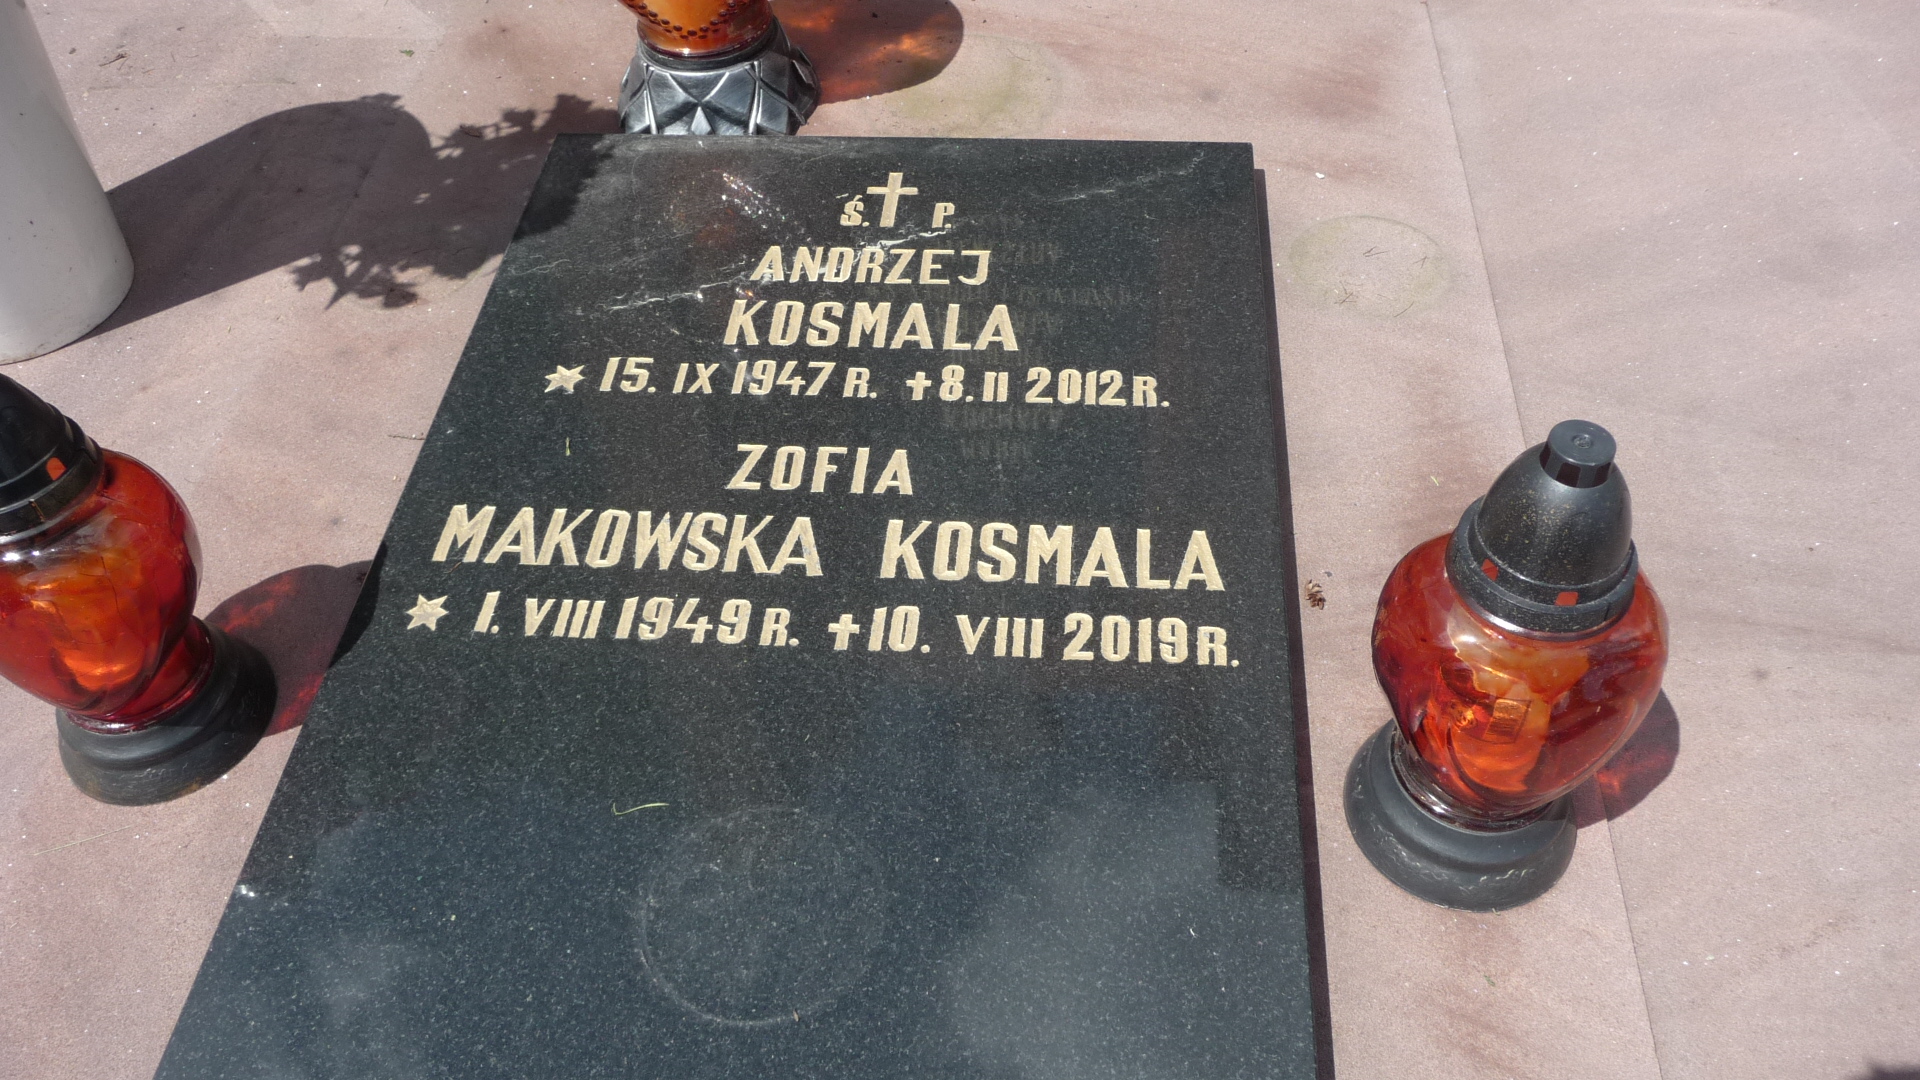 Ś. P.
ANDRZEJ
KOSMALA
15. IX 1947 R. 8. II 2012 R.
ZOFIA
MAKOWSKA KOSMALA
1. VIII 1949 R. 10. VIII 2019 R.